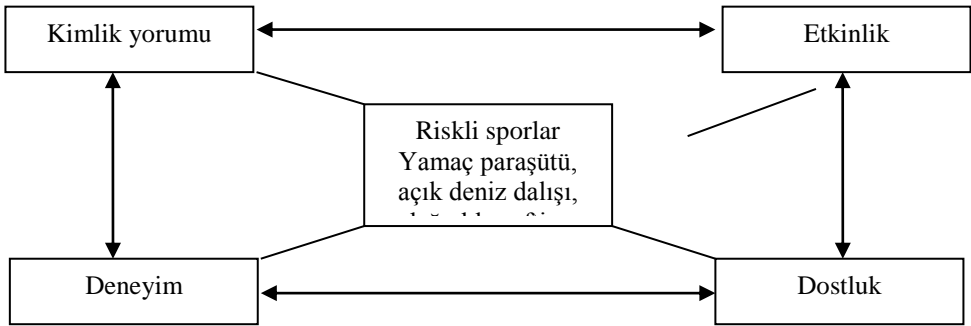 Kimlik yorumu
Etkinlik
Riskli sporlar
Yamaç paraşütü,
açık deniz dalışı,
Deneyim
Dostluk